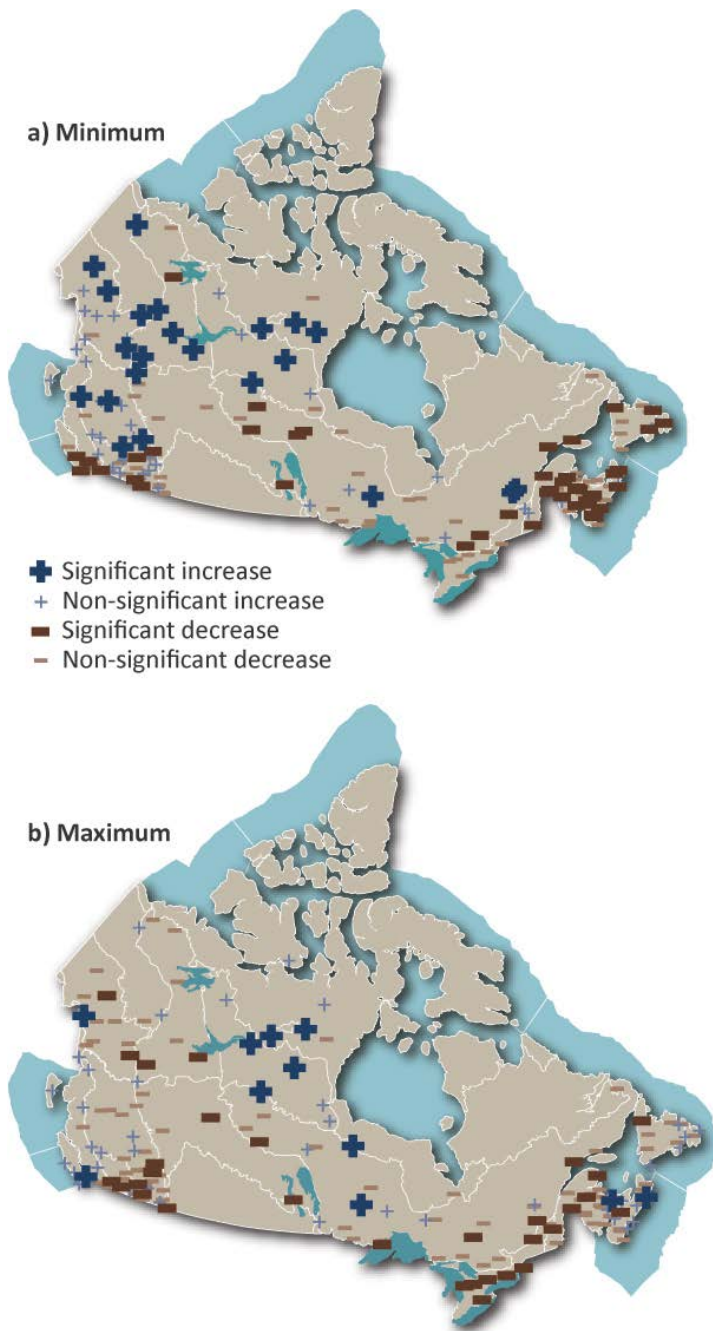 a) Minimum
Significant increase
Non-significant increase
Significant decrease
Non-significant decrease
b) Maximum